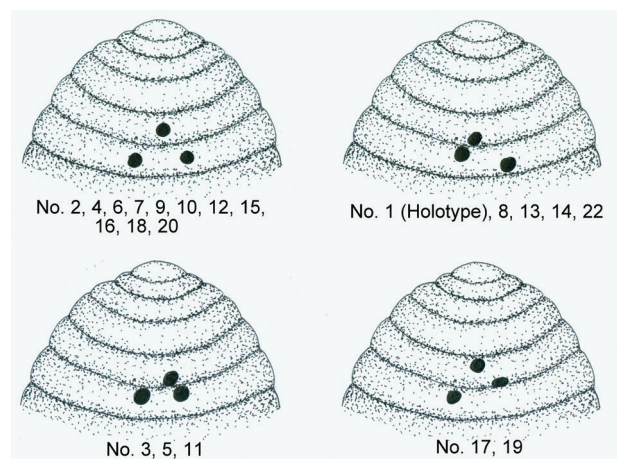 No. 2, 4, 6, 7, 9, 10, 12, 15,
16, 18, 20
No. 1 (Holotype), 8, 13, 14, 22
No. 3, 5, 11
No. 17, 19